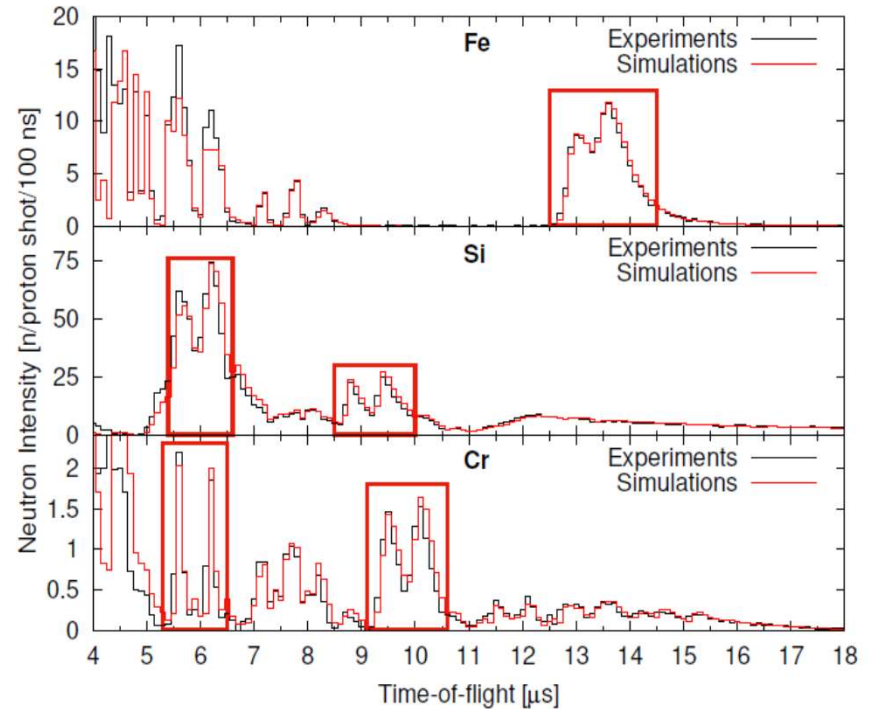 20
15
10
5
0
Fe
Experiments
Simulations
75
50
25
0
Si
Experiments
Simulations
2
1.5
1
0.5
0
Cr
Experiments
Simulations
4 5 6 7 8 9 10 11 12 13 14 15 16 17 18
Time-of-flight [μs]
Neutron Intensity [n/proton shot/100 ns]